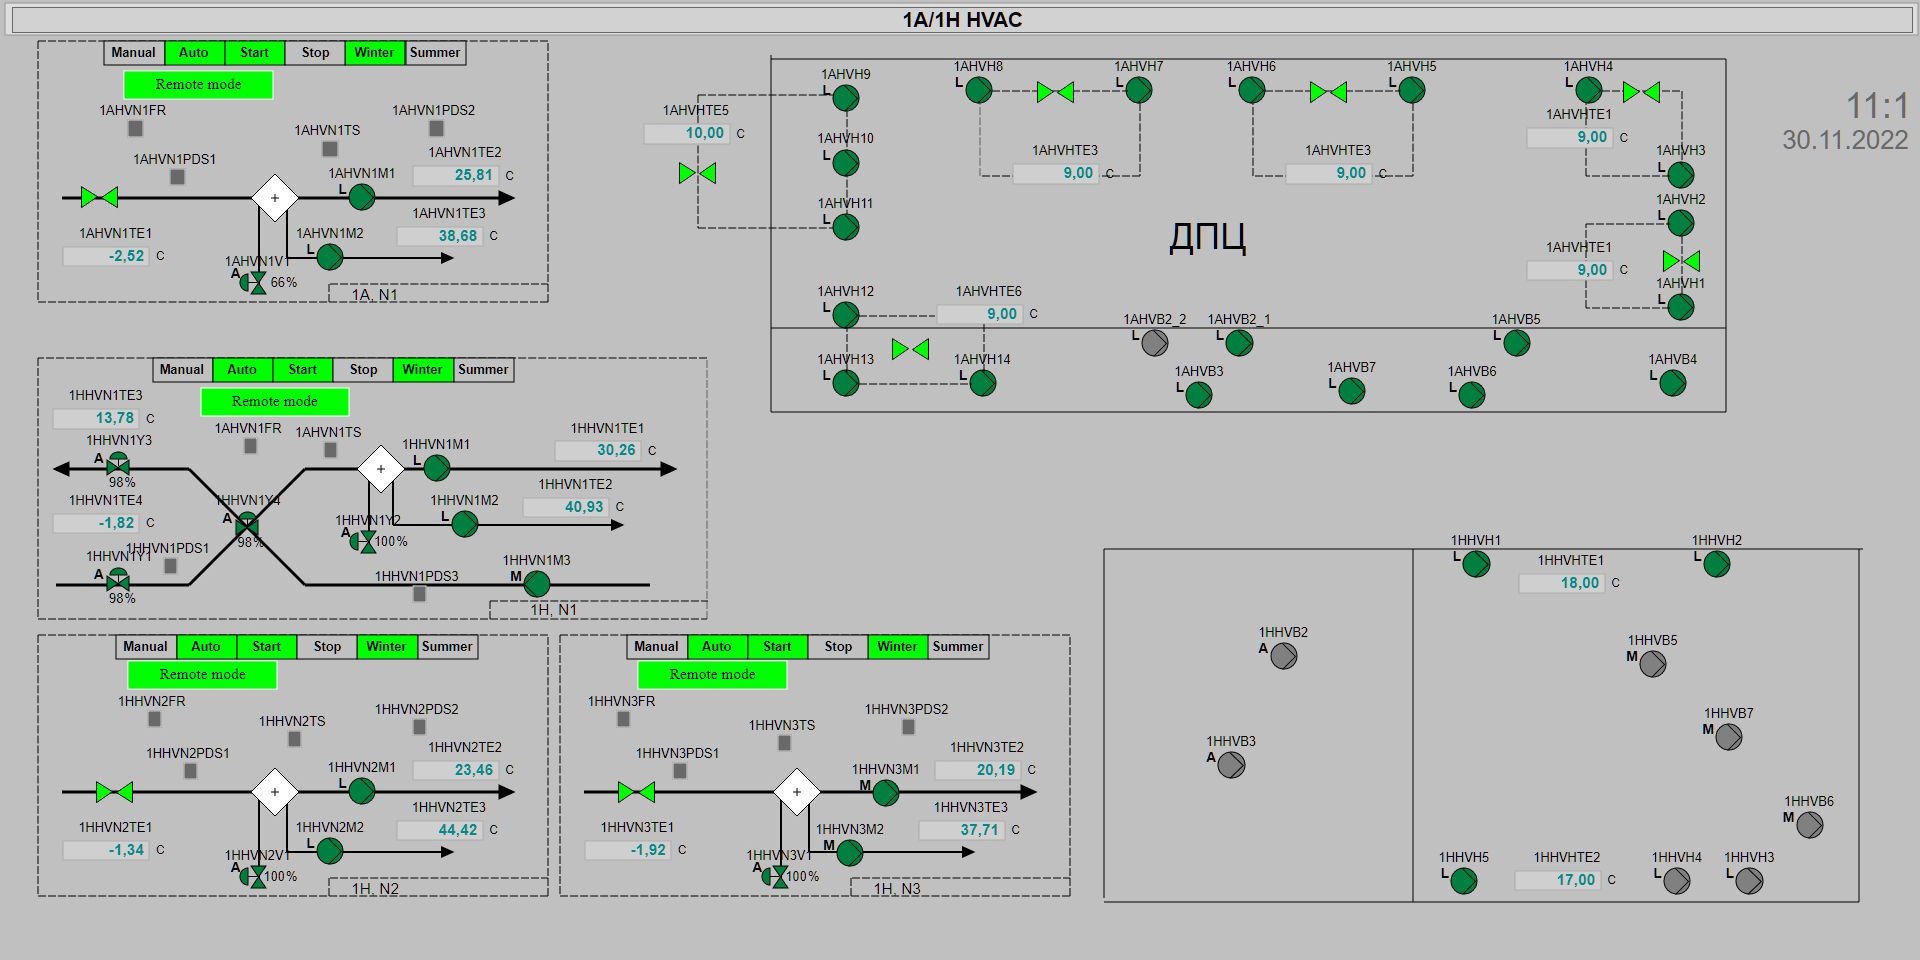 1A/1H HVAC
11:1
30.11.2022
Manual Auto Start Stop Winter Summer
Remote mode
1AHVN1FR
1AHVN1PDS2
1AHVN1TS
1AHVN1PDS1
1AHVN1TE2
25,81 C
1AHVN1M1
L
1AHVN1TE3
38,68 C
1AHVN1TE1
-2,52 C
1AHVN1M2
L
1AHVN1V1
A
66%
1A, N1
Manual Auto Start Stop Winter Summer
Remote mode
1HHVN1TE3
13,78 C
1AHVN1FR
1AHVN1TS
1HHVN1Y3
A
98%
1HHVN1M1
L
1HHVN1TE1
30,26 C
1HHVN1TE2
40,93 C
1HHVN1TE4
-1,82 C
1HHVN1Y4
A
98%
1HHVN1M2
L
1HHVN1Y2
A
100%
1HHVN1Y1
A
98%
1HHVN1PDS1
1HHVN1PDS3
1HHVN1M3
M
1H, N1
Manual Auto Start Stop Winter Summer
Remote mode
1HHVN2FR
1HHVN2TS
1HHVN2PDS2
1HHVN2PDS1
1HHVN2TE2
23,46 C
1HHVN2M1
L
1HHVN2TE3
44,42 C
1HHVN2TE1
-1,34 C
1HHVN2M2
L
1HHVN2V1
A
100%
1H, N2
Manual Auto Start Stop Winter Summer
Remote mode
1HHVN3FR
1HHVN3TS
1HHVN3PDS2
1HHVN3PDS1
1HHVN3TE2
20,19 C
1HHVN3M1
M
1HHVN3TE3
37,71 C
1HHVN3TE1
-1,92 C
1HHVN3M2
M
1HHVN3V1
A
100%
1H, N3
1AHVHTE5
10,00 C
1AHVH9
L
1AHVH10
L
1AHVH11
L
1AHVH8
L
1AHVH7
L
1AHVHTE3
9,00 C
1AHVH6
L
1AHVH5
L
1AHVHTE3
9,00 C
1AHVH4
L
1AHVHTE1
9,00 C
1AHVH3
L
1AHVH2
L
1AHVHTE1
9,00 C
1AHVH1
L
ДПЦ
1AHVH12
L
1AHVHTE6
9,00 C
1AHVH13
L
1AHVH14
L
1AHVB2_2
L
1AHVB2_1
L
1AHVB5
L
1AHVB3
L
1AHVB7
L
1AHVB6
L
1AHVB4
L
1HHVH1
L
1HHVHTE1
18,00 C
1HHVH2
L
1HHVB2
A
1HHVB5
M
1HHVB3
A
1HHVB7
M
1HHVB6
M
1HHVH5
L
1HHVHTE2
17,00 C
1HHVH4
L
1HHVH3
L